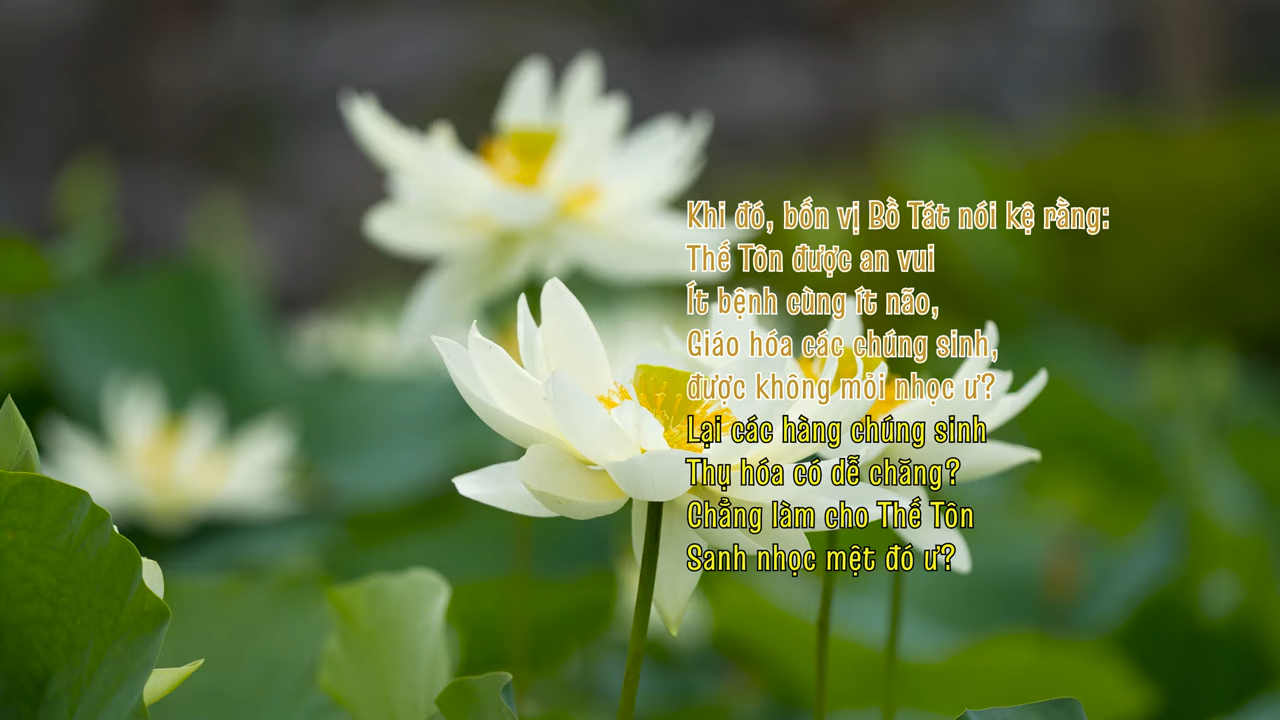 Khi đó, bốn vị Bồ Tát nói kệ rằng:
Thế Tôn được an vui
Ít bệnh cùng ít não,
Giáo hóa các chúng sinh,
được không mỏi nhọc ư?
Lại các hàng chúng sinh
Thụ hóa có dễ chăng?
Chẳng làm cho Thế Tôn
Sanh nhọc mệt đó ư?